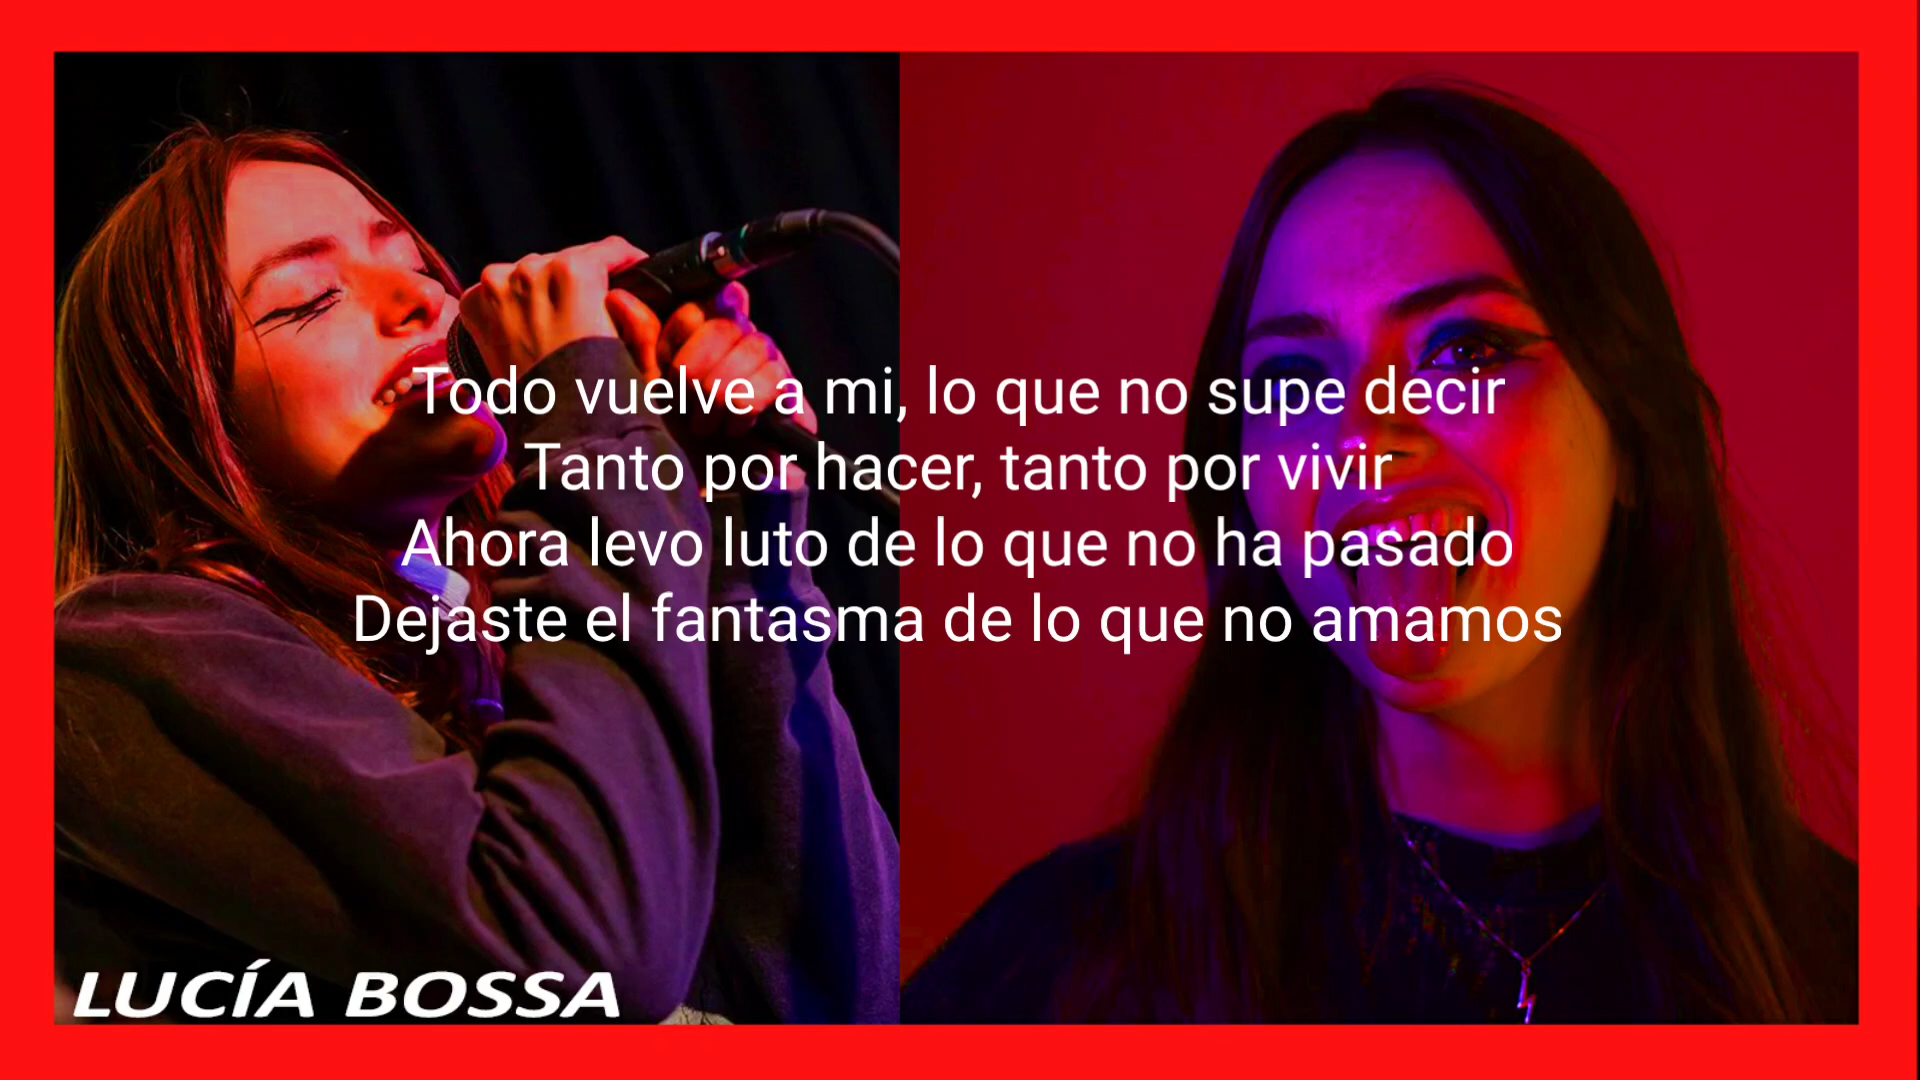 Todo vuelve a mi, lo que no supe decir
Tanto por hacer, tanto por vivir
Ahora levo luto de lo que no ha pasado
Dejaste el fantasma de lo que no amamos
LUCÍA BOSSA